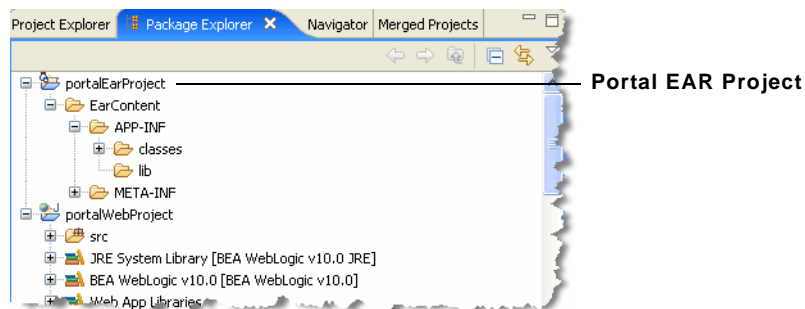 Project Explorer Package Explorer Navigator Merged Projects
portalEarProject
Portal EAR Project
EarContent
APP-INF
classes
lib
META-INF
portalWebProject
src
JRE System Library [BEA WebLogic v10.0 JRE]
BEA WebLogic v10.0 [BEA WebLogic v10.0]
Web App Libraries